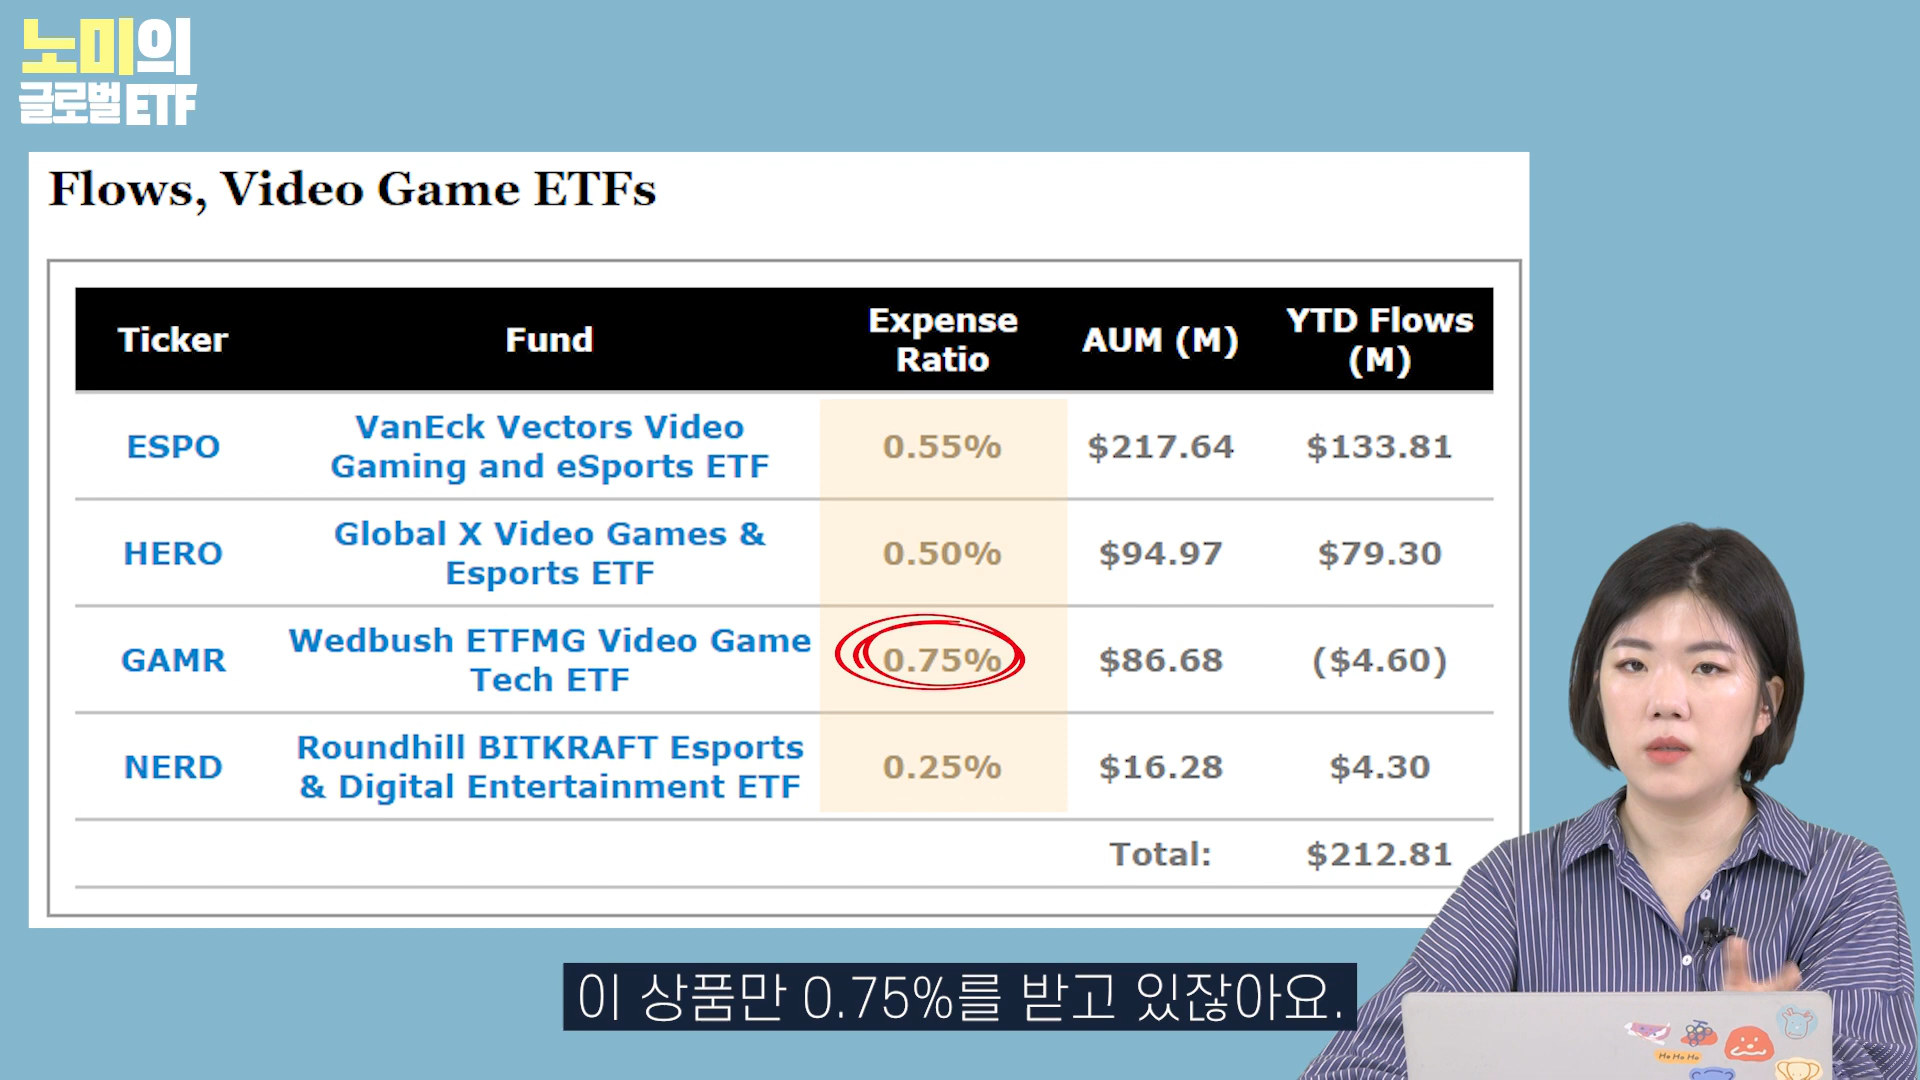 노미의
글로벌 ETF
Flows, Video Game ETFs
Ticker Fund Expense Ratio AUM (M) YTD Flows (M)
ESPO VanEck Vectors Video Gaming and eSports ETF 0.55% $217.64 $133.81
HERO Global X Video Games & Esports ETF 0.50% $94.97 $79.30
GAMR Wedbush ETFMG Video Game Tech ETF 0.75% $86.68 ($4.60)
NERD Roundhill BITKRAFT Esports & Digital Entertainment ETF 0.25% $16.28 $4.30
Total: $212.81
이 상품만 0.75%를 받고 있잖아요.
Ho Ho Ho